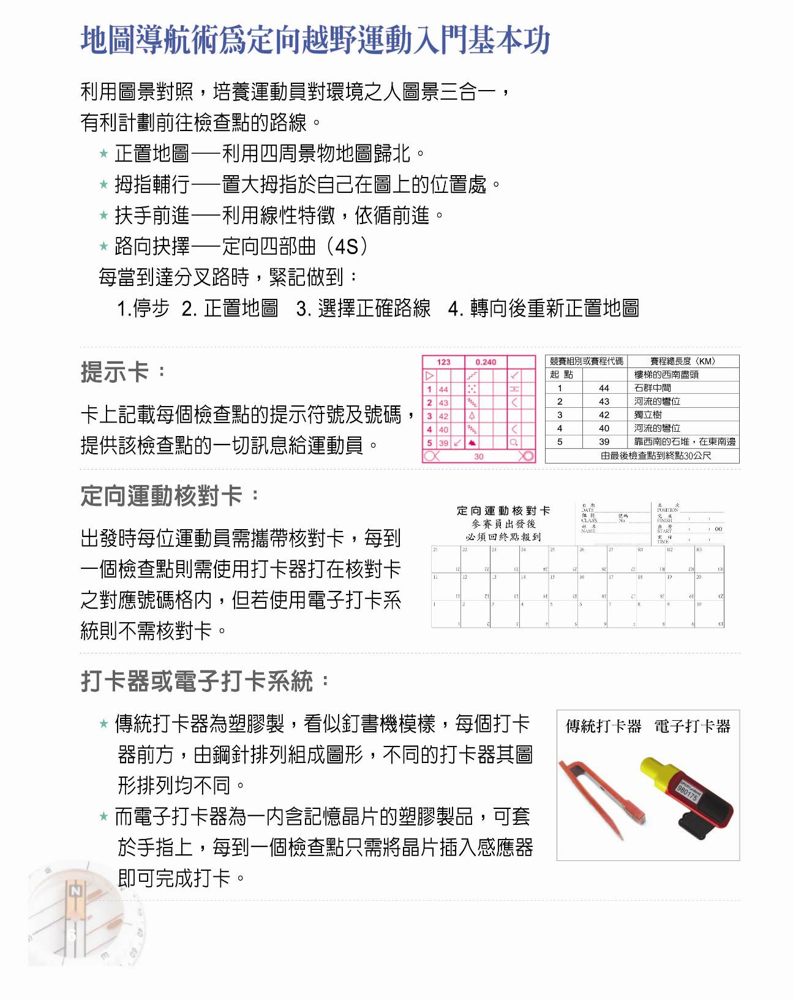 地圖導航術為定向越野運動入門基本功
利用圖景對照，培養運動員對環境之人圖景三合一，
有利計劃前往檢查點的路線。
★ 正置地圖——利用四周景物地圖歸北。
★ 拇指輔行——置大拇指於自己在圖上的位置處。
★ 扶手前進——利用線性特徵，依循前進。
★ 路向抉擇——定向四部曲（4S）
每當到達分叉路時，緊記做到：
1.停步 2. 正置地圖 3. 選擇正確路線 4. 轉向後重新正置地圖
提示卡：
卡上記載每個檢查點的提示符號及號碼，
提供該檢查點的一切訊息給運動員。
123 0.240
1 44
2 43
3 42
4 40
5 39
30
競賽組別或賽程代碼 賽程總長度〈KM〉
起 點 樓梯的西南盡頭
1 44 石群中間
2 43 河流的彎位
3 42 獨立樹
4 40 河流的彎位
5 39 靠西南的石堆，在東南邊
由最後檢查點到終點30公尺
定向運動核對卡：
出發時每位運動員需攜帶核對卡，每到
一個檢查點則需使用打卡器打在核對卡
之對應號碼格內，但若使用電子打卡系
統則不需核對卡。
定向運動核對卡
參賽員出發後
必須回終點報到
日期 DATE
組別 CLASS 號碼 No.
姓名 NAME
名次 POSITION
完成 FINISH : :
出發 START : : 00
需時 TIME : :
21 22 23 24 25 26 27 R1 R2 R3
11 12 13 14 15 16 17 18 19 20
1 2 3 4 5 6 7 8 9 10
打卡器或電子打卡系統：
★ 傳統打卡器為塑膠製，看似釘書機模樣，每個打卡
器前方，由鋼針排列組成圖形，不同的打卡器其圖
形排列均不同。
★ 而電子打卡器為一內含記憶晶片的塑膠製品，可套
於手指上，每到一個檢查點只需將晶片插入感應器
即可完成打卡。
傳統打卡器 電子打卡器
SPORTident
980175
N
6
W
E
20
40
60